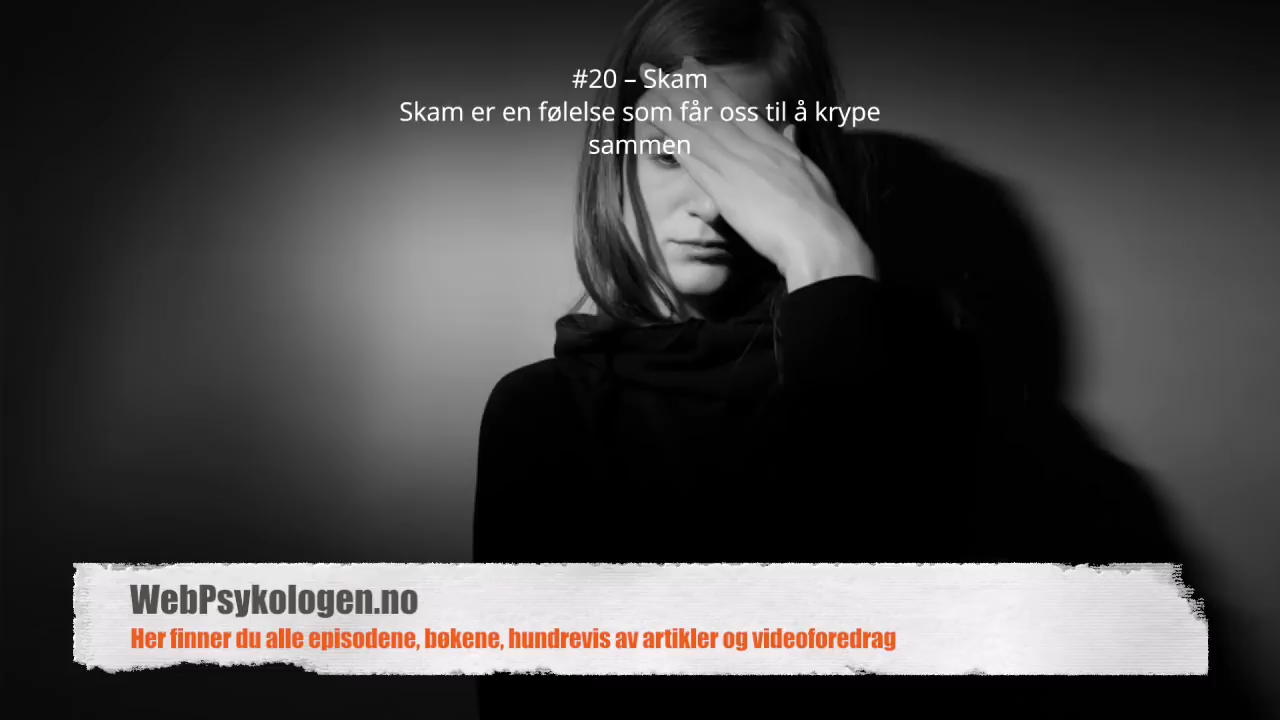 #20 – Skam
Skam er en følelse som får oss til å krype
sammen
WebPsykologen.no
Her finner du alle episodene, bøkene, hundrevis av artikler og videoforedrag